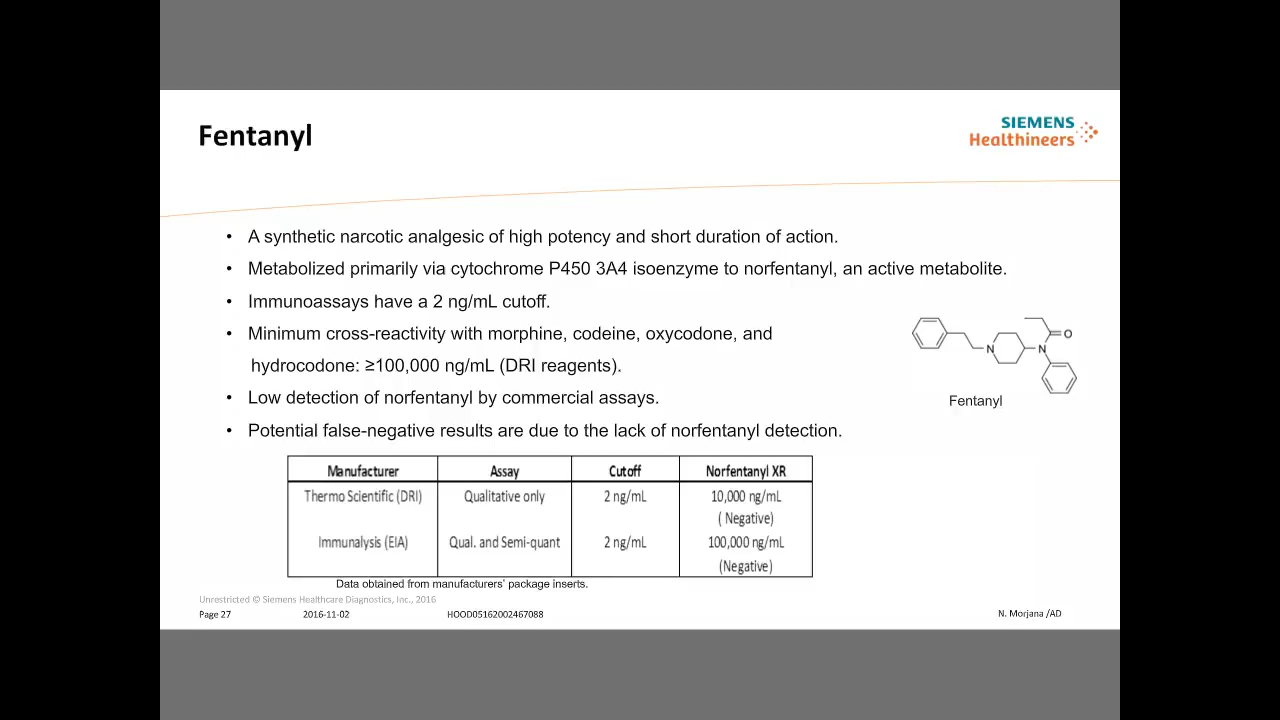 Fentanyl
SIEMENS
Healthineers
• A synthetic narcotic analgesic of high potency and short duration of action.
• Metabolized primarily via cytochrome P450 3A4 isoenzyme to norfentanyl, an active metabolite.
• Immunoassays have a 2 ng/mL cutoff.
• Minimum cross-reactivity with morphine, codeine, oxycodone, and
hydrocodone: ≥100,000 ng/mL (DRI reagents).
• Low detection of norfentanyl by commercial assays.
• Potential false-negative results are due to the lack of norfentanyl detection.
N
N
O
Fentanyl
Manufacturer Assay Cutoff Norfentanyl XR
Thermo Scientific (DRI) Qualitative only 2 ng/mL 10,000 ng/mL
( Negative)
Immunalysis (EIA) Qual. and Semi-quant 2 ng/mL 100,000 ng/mL
(Negative)
Data obtained from manufacturers' package inserts.
Unrestricted © Siemens Healthcare Diagnostics, Inc., 2016
Page 27 2016-11-02 HOOD05162002467088 N. Morjana /AD